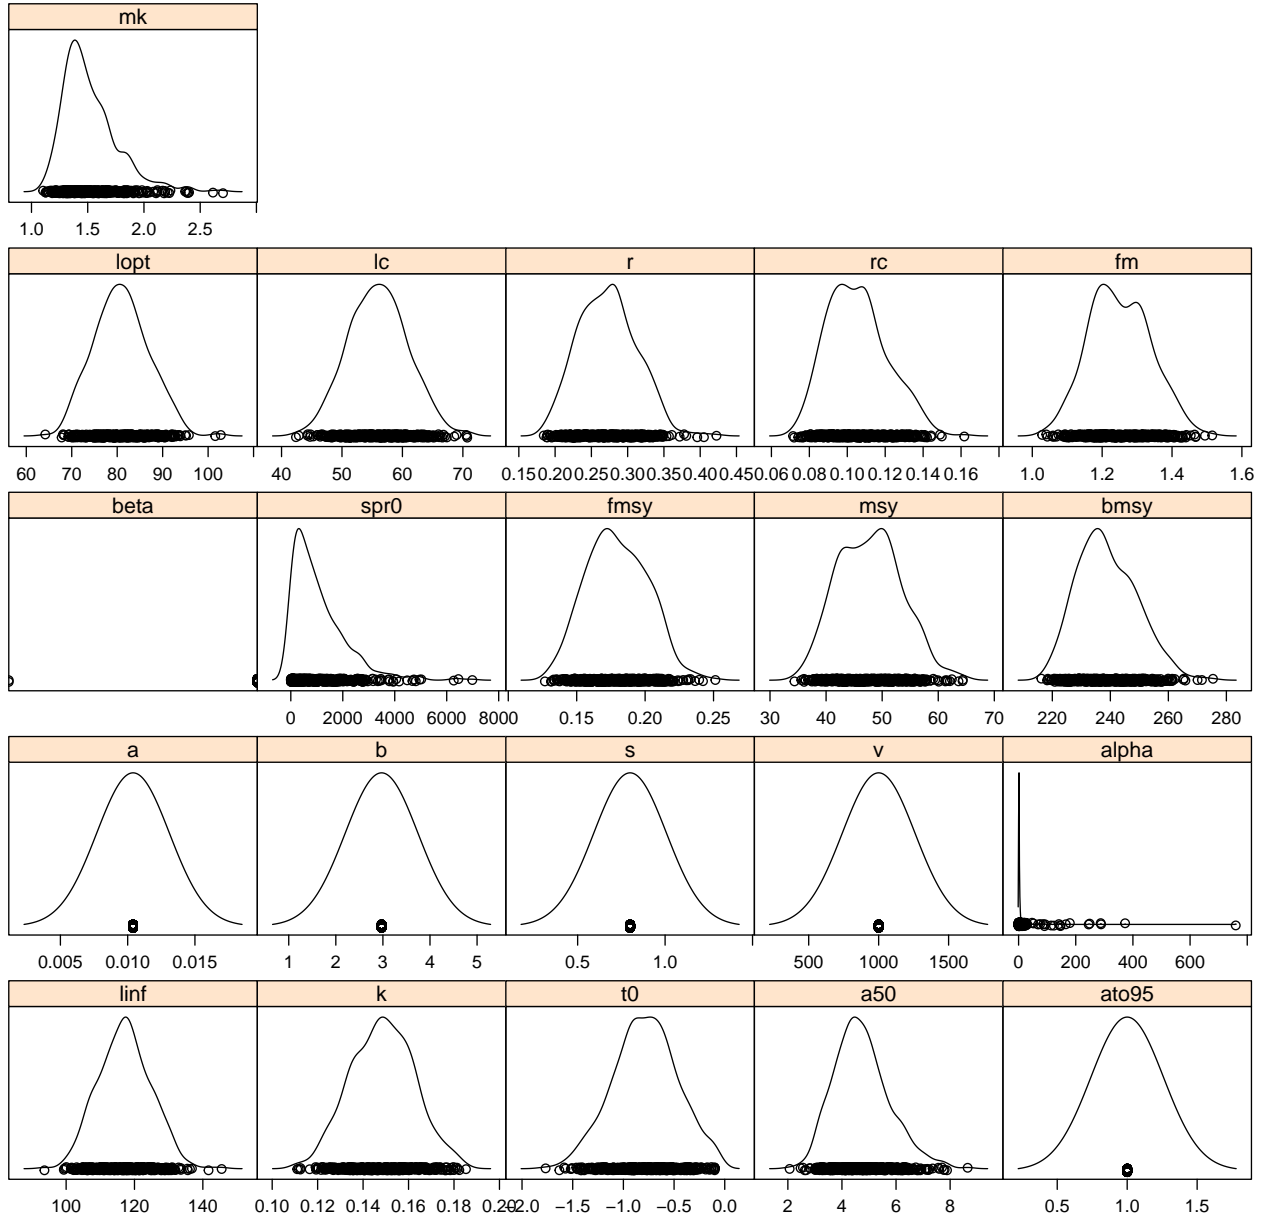 mk
1.0 1.5 2.0 2.5
lopt lc r rc fm
60 70 80 90 100 40 50 60 70 0.15 0.20 0.25 0.30 0.35 0.40 0.45 0.06 0.08 0.10 0.12 0.14 0.16 1.0 1.2 1.4 1.6
beta spr0 fmsy msy bmsy
0 2000 4000 6000 8000 0.15 0.20 0.25 30 40 50 60 70 220 240 260 280
a b s v alpha
0.005 0.010 0.015 1 2 3 4 5 0.5 1.0 500 1000 1500 0 200 400 600
linf k t0 a50 ato95
100 120 140 0.10 0.12 0.14 0.16 0.18 0.20 −2.0 −1.5 −1.0 −0.5 0.0 2 4 6 8 0.5 1.0 1.5